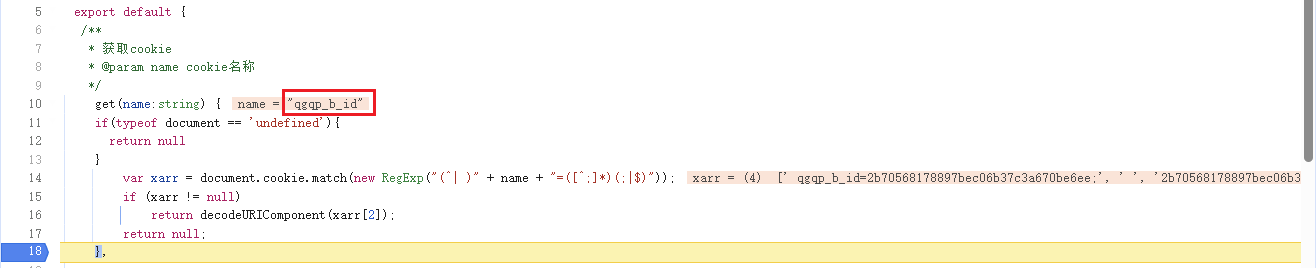 5 export default {
6 /**
7 * 获取cookie
8 * @param name cookie名称
9 */
10 get(name:string) { name = "qgqp_b_id"
11 if(typeof document == 'undefined'){
12 return null
13 }
14 var xarr = document.cookie.match(new RegExp("(^| )" + name + "=([^;]*)(;|$)")); xarr = (4) [' qgqp_b_id=2b70568178897bec06b37c3a670be6ee;', ' ', '2b70568178897bec06b3
15 if (xarr != null)
16 return decodeURIComponent(xarr[2]);
17 return null;
18 },